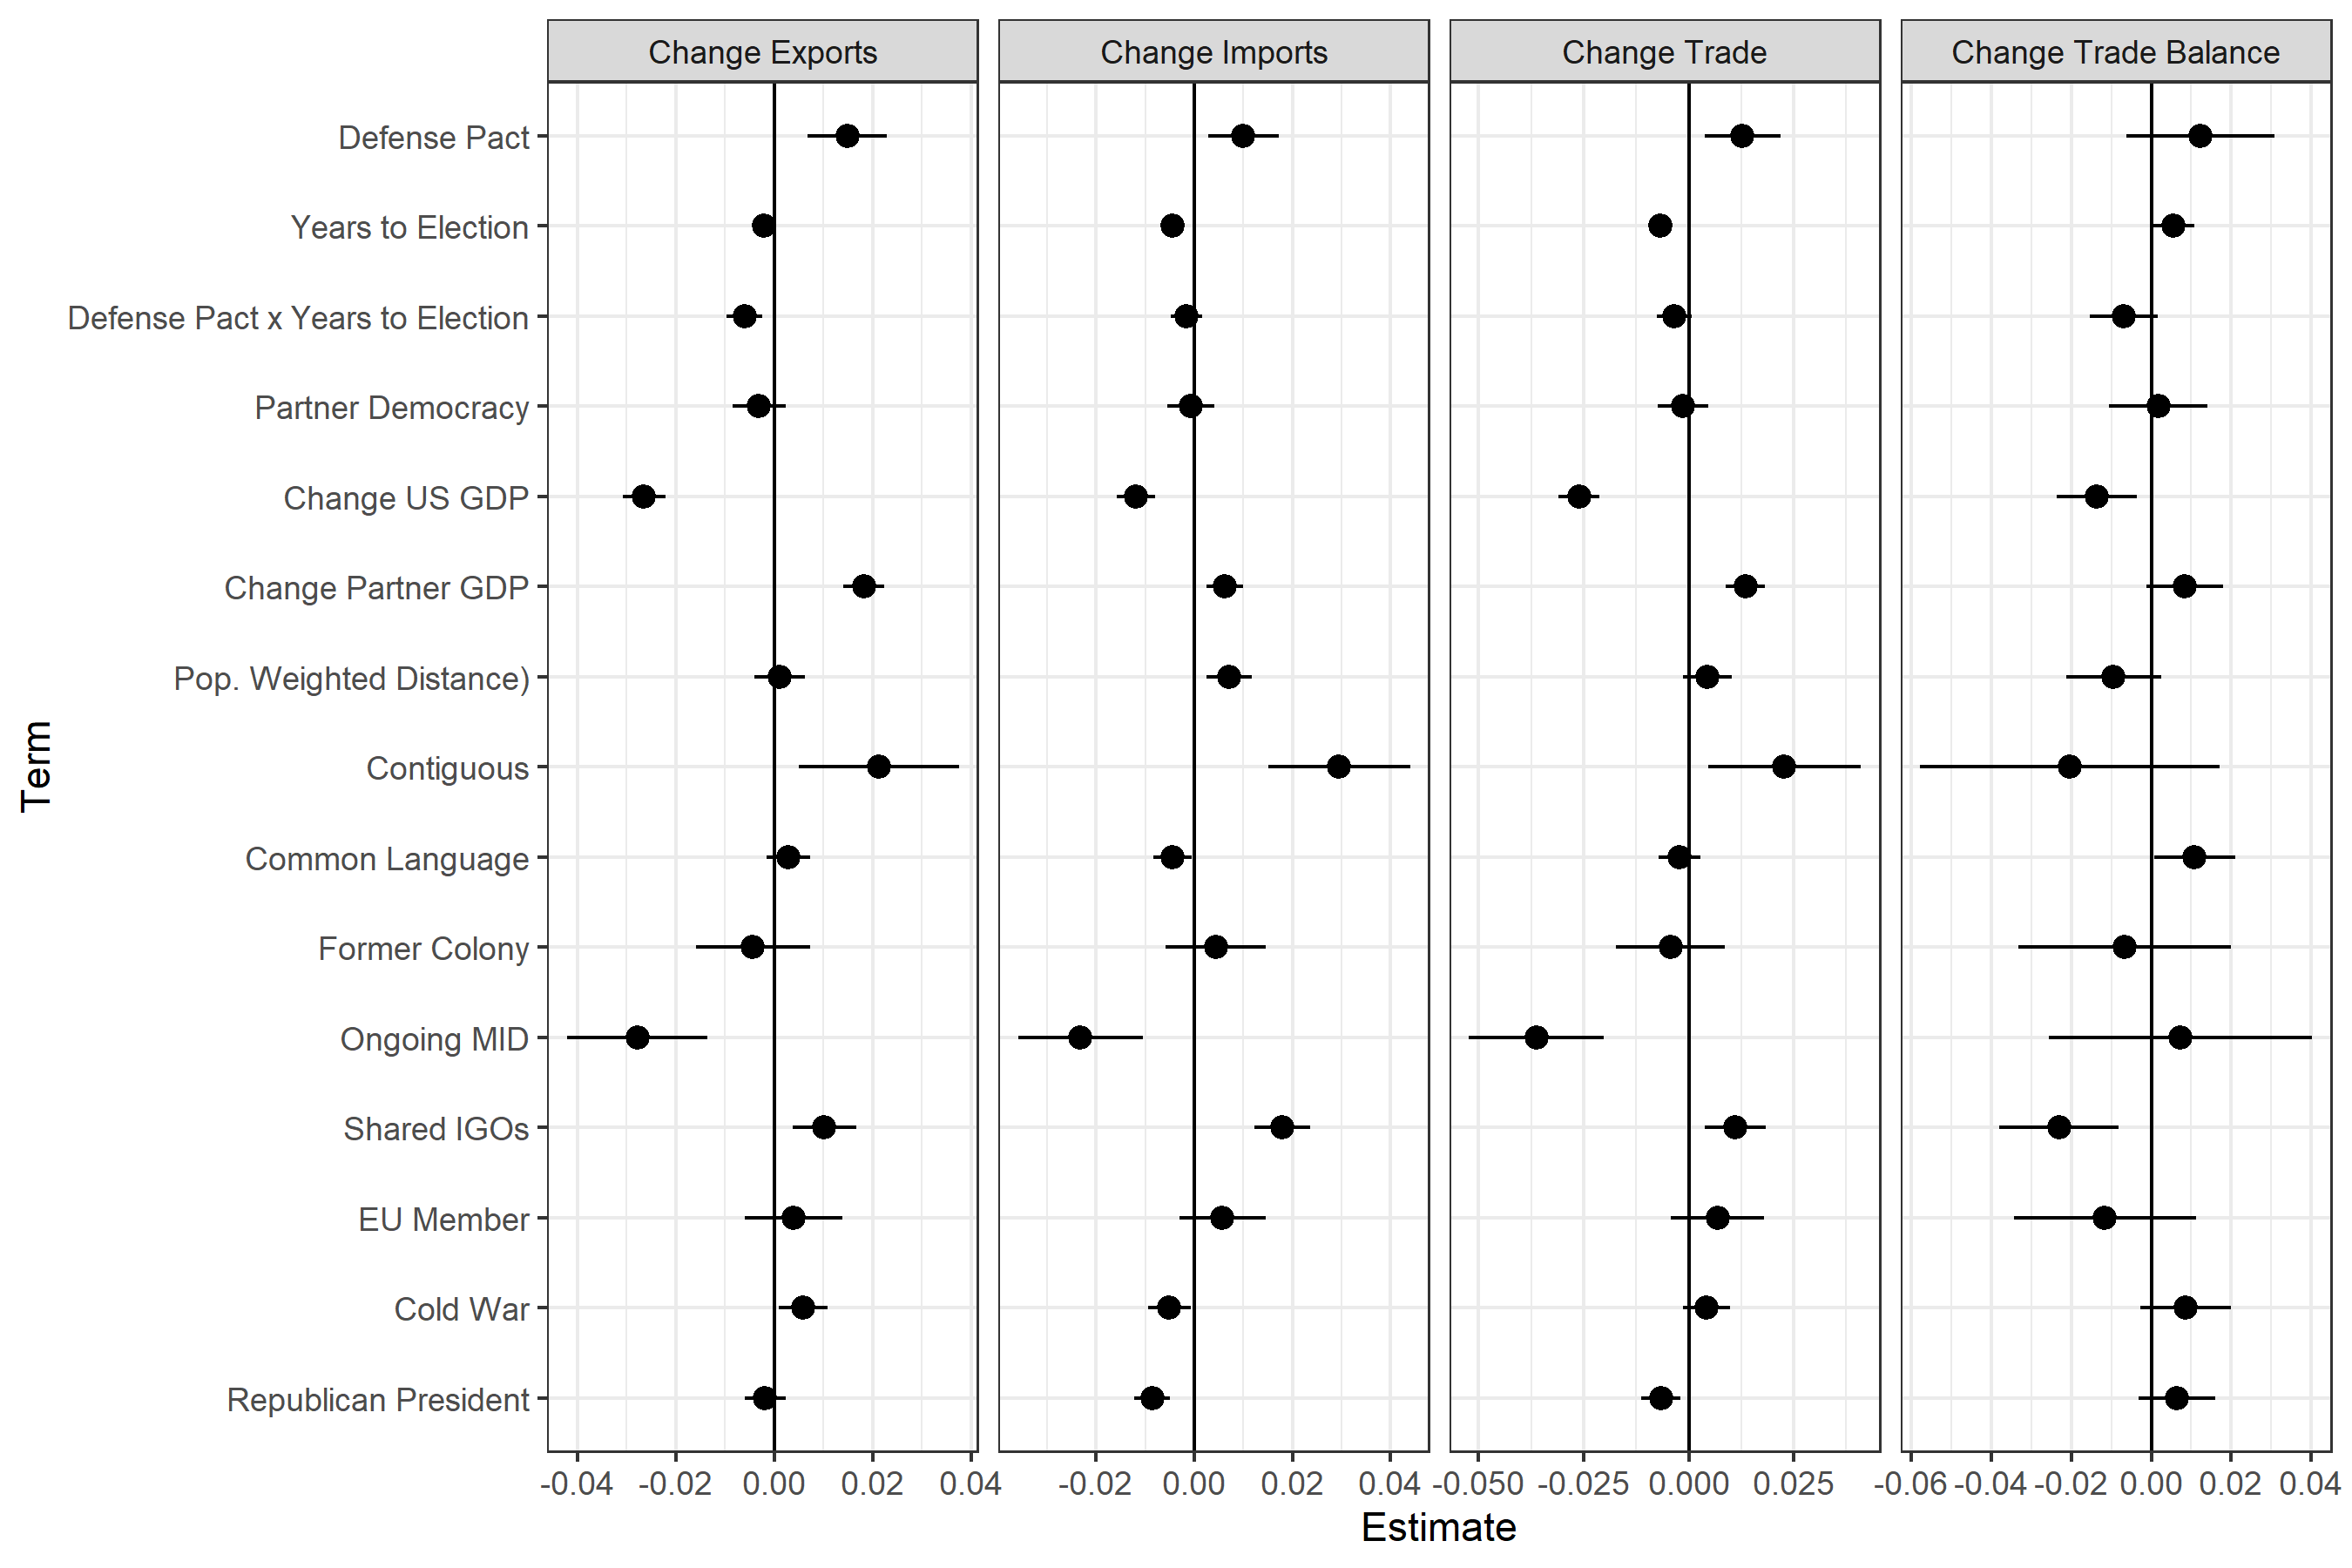 Change Exports
Change Imports
Change Trade
Change Trade Balance
Term
Defense Pact
Years to Election
Defense Pact x Years to Election
Partner Democracy
Change US GDP
Change Partner GDP
Pop. Weighted Distance)
Contiguous
Common Language
Former Colony
Ongoing MID
Shared IGOs
EU Member
Cold War
Republican President
-0.04 -0.02 0.00 0.02 0.04
-0.02 0.00 0.02 0.04
-0.050 -0.025 0.000 0.025
-0.06 -0.04 -0.02 0.00 0.02 0.04
Estimate